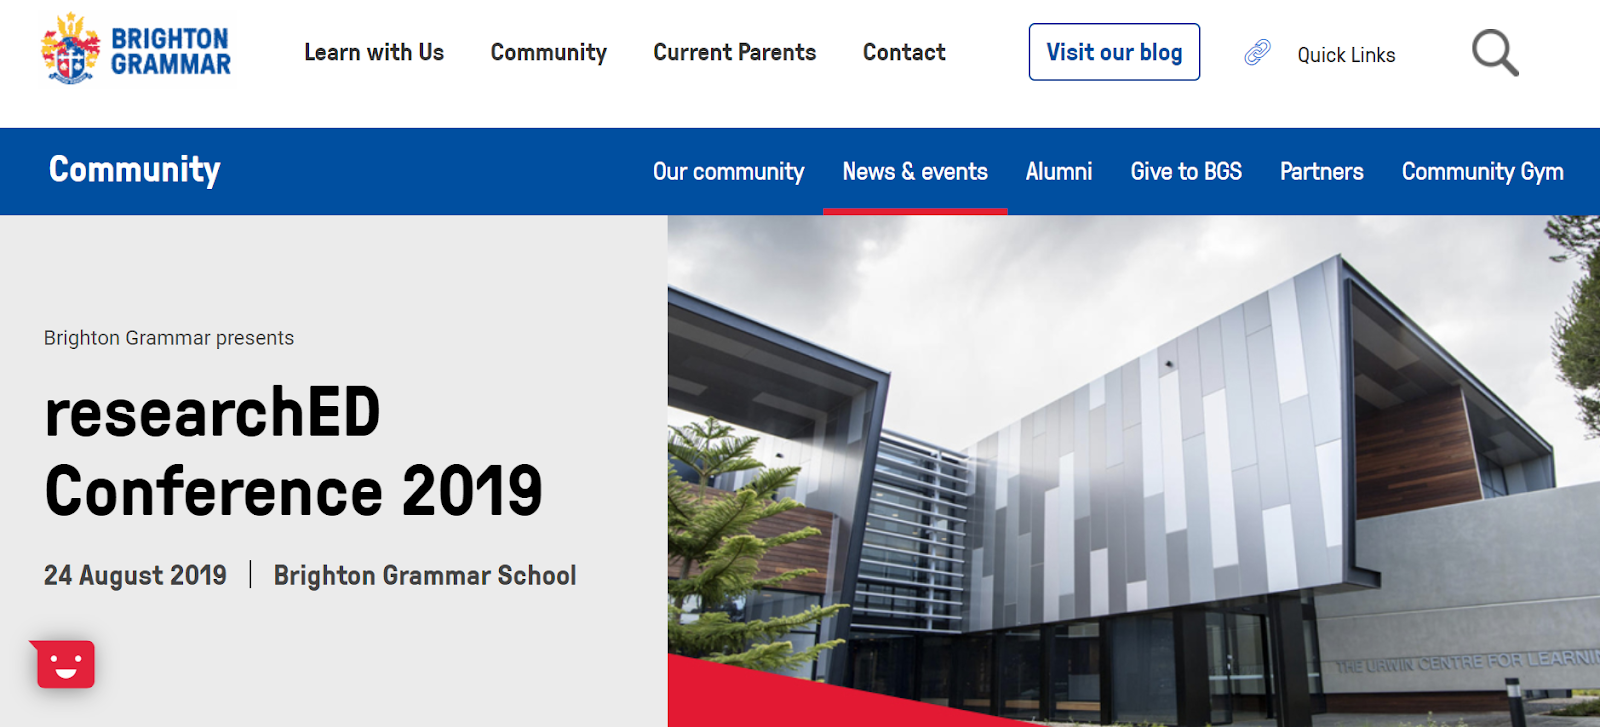 BRIGHTON
GRAMMAR
Learn with Us
Community
Current Parents
Contact
Visit our blog
Quick Links
Community
Our community
News & events
Alumni
Give to BGS
Partners
Community Gym
Brighton Grammar presents
researchED
Conference 2019
24 August 2019 | Brighton Grammar School
THE URWIN CENTRE FOR LEARNIN